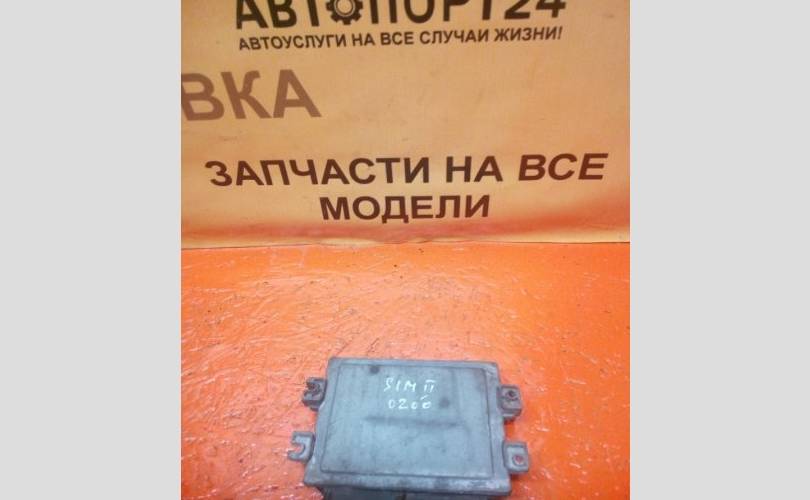 АВТОПОРТ24
АВТОУСЛУГИ НА ВСЕ СЛУЧАИ ЖИЗНИ!
ВКА
ЗАПЧАСТИ НА ВСЕ
МОДЕЛИ
SIM II
0200